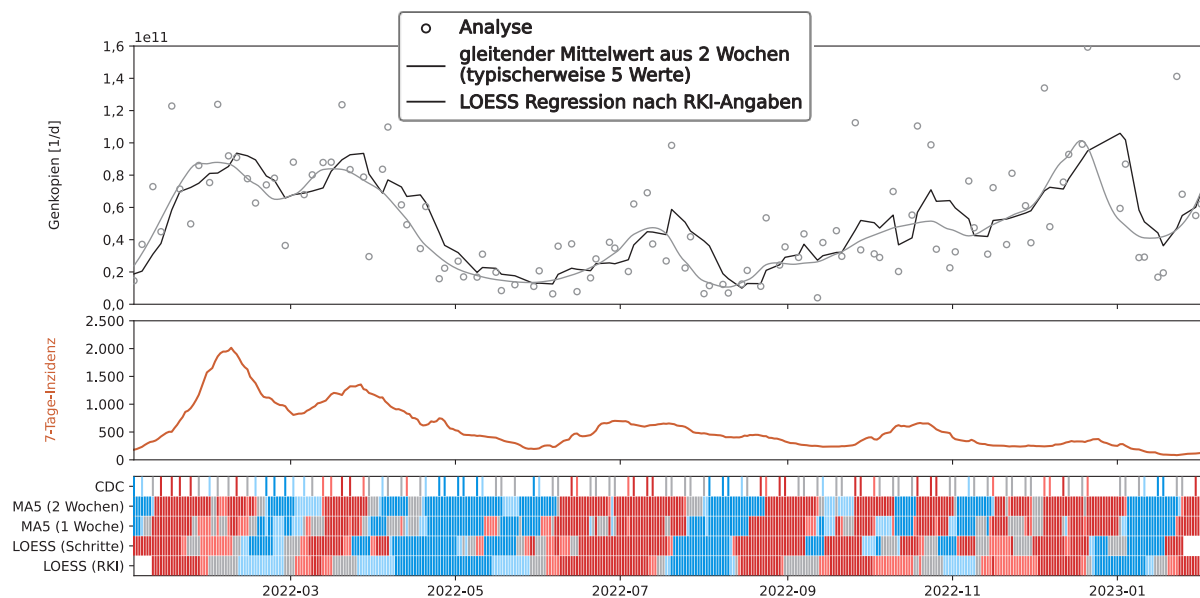 Analyse
gleitender Mittelwert aus 2 Wochen
(typischerweise 5 Werte)
LOESS Regression nach RKI-Angaben
1e11
1,6
1,4
1,2
1,0
0,8
0,6
0,4
0,2
0,0
Genkopien [1/d]
2.500
2.000
1.500
1.000
500
0
7-Tage-Inzidenz
CDC
MA5 (2 Wochen)
MA5 (1 Woche)
LOESS (Schritte)
LOESS (RKI)
2022-03
2022-05
2022-07
2022-09
2022-11
2023-01